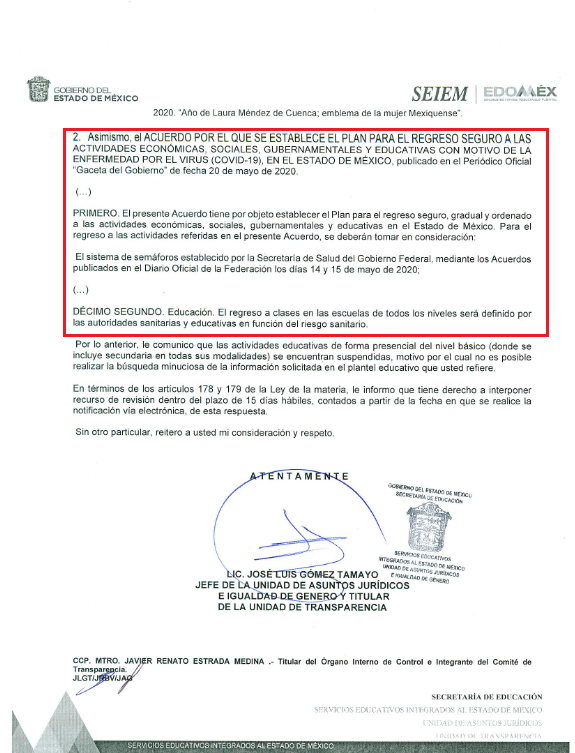 GOBIERNO DEL
ESTADO DE MÉXICO
SEIEM
EDOMÉX
2020. "Año de Laura Méndez de Cuenca; emblema de la mujer Mexiquense".
2. Asimismo, el ACUERDO POR EL QUE SE ESTABLECE EL PLAN PARA EL REGRESO SEGURO A LAS
ACTIVIDADES ECONÓMICAS, SOCIALES, GUBERNAMENTALES Y EDUCATIVAS CON MOTIVO DE LA
ENFERMEDAD POR EL VIRUS (COVID-19), EN EL ESTADO DE MÉXICO, publicado en el Periódico Oficial
"Gaceta del Gobierno" de fecha 20 de mayo de 2020.
(...)
PRIMERO. El presente Acuerdo tiene por objeto establecer el Plan para el regreso seguro, gradual y ordenado
a las actividades económicas, sociales, gubernamentales y educativas en el Estado de México. Para el
regreso a las actividades referidas en el presente Acuerdo, se deberán tomar en consideración:
El sistema de semáforos establecido por la Secretaría de Salud del Gobierno Federal, mediante los Acuerdos
publicados en el Diario Oficial de la Federación los días 14 y 15 de mayo de 2020;
(...)
DÉCIMO SEGUNDO. Educación. El regreso a clases en las escuelas de todos los niveles será definido por
las autoridades sanitarias y educativas en función del riesgo sanitario.
Por lo anterior, le comunico que las actividades educativas de forma presencial del nivel básico (donde se
incluye secundaria en todas sus modalidades) se encuentran suspendidas, motivo por el cual no es posible
realizar la búsqueda minuciosa de la información solicitada en el plantel educativo que usted refiere.
En términos de los artículos 178 y 179 de la Ley de la materia, le informo que tiene derecho a interponer
recurso de revisión dentro del plazo de 15 días hábiles, contados a partir de la fecha en que se realice la
notificación vía electrónica, de esta respuesta.
Sin otro particular, reitero a usted mi consideración y respeto.
ATENTAMENTE
GOBIERNO DEL ESTADO DE MÉXICO
SECRETARÍA DE EDUCACIÓN
SERVICIOS EDUCATIVOS
INTEGRADOS AL ESTADO DE MÉXICO
UNIDAD DE ASUNTOS JURÍDICOS
E IGUALDAD DE GENERO
LIC. JOSÉ LUIS GÓMEZ TAMAYO
JEFE DE LA UNIDAD DE ASUNTOS JURÍDICOS
E IGUALDAD DE GENERO Y TITULAR
DE LA UNIDAD DE TRANSPARENCIA
CCP. MTRO. JAVIER RENATO ESTRADA MEDINA .- Titular del Órgano Interno de Control e Integrante del Comité de
Transparencia.
SECRETARÍA DE EDUCACIÓN
SERVICIOS EDUCATIVOS INTEGRADOS AL ESTADO DE MÉXICO
UNIDAD DE ASUNTOS JURÍDICOS
UNIDAD DE TRANSPARENCIA
SERVICIOS EDUCATIVOS INTEGRADOS AL ESTADO DE MÉXICO